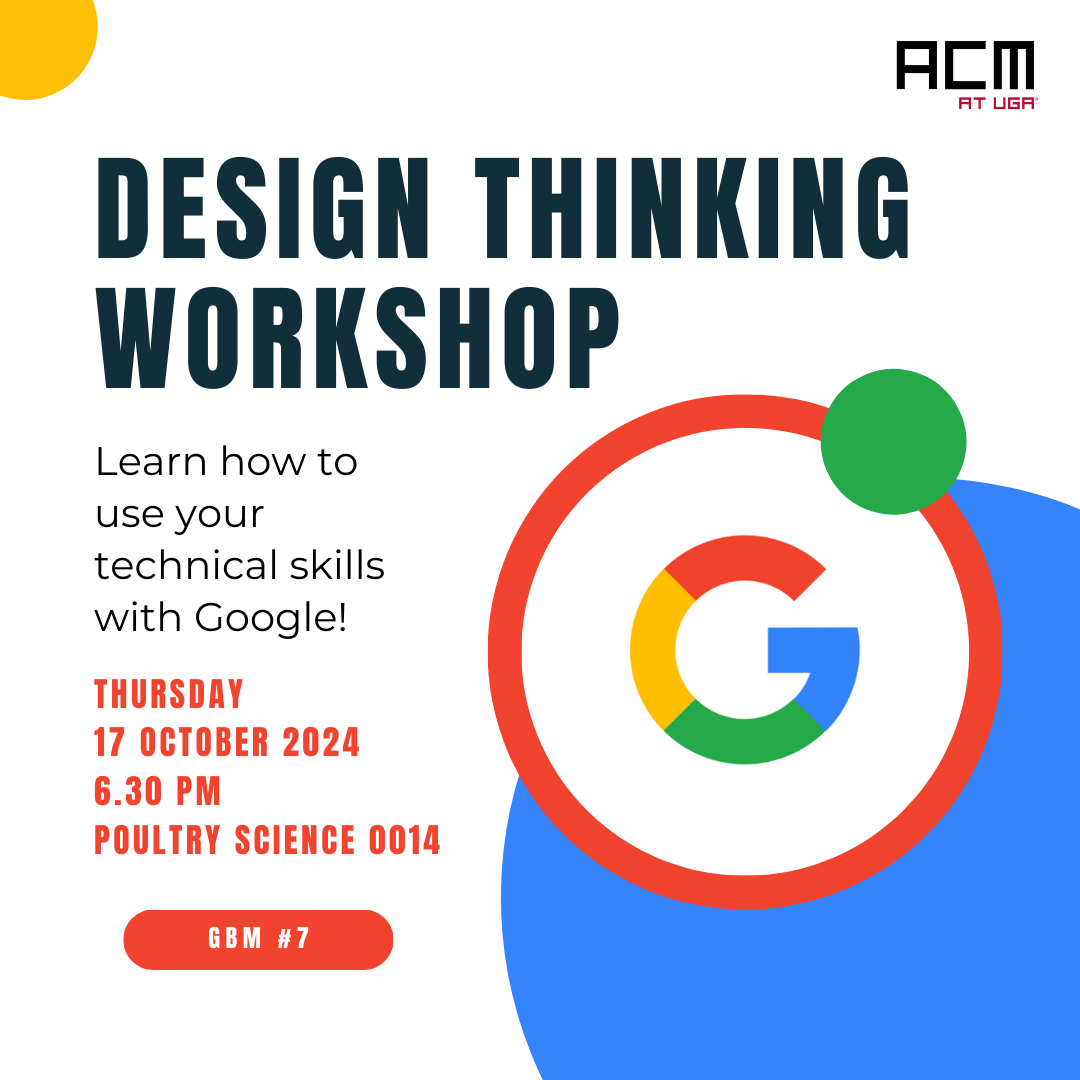 ACM
AT UGA®
DESIGN THINKING
WORKSHOP
Learn how to
use your
technical skills
with Google!
THURSDAY
17 OCTOBER 2024
6.30 PM
POULTRY SCIENCE 0014
GBM #7